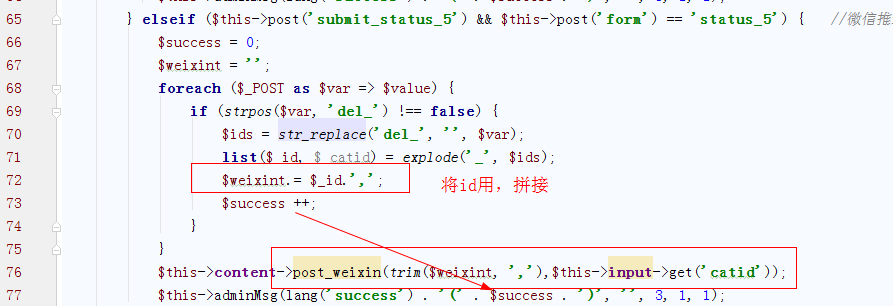 65 } elseif ($this->post('submit_status_5') && $this->post('form') == 'status_5') { //微信推
66 $success = 0;
67 $weixint = '';
68 foreach ($_POST as $var => $value) {
69 if (strpos($var, 'del_') !== false) {
70 $ids = str_replace('del_', '', $var);
71 list($_id, $_catid) = explode('_', $ids);
72 $weixint.= $_id.',';
将id用，拼接
73 $success ++;
74 }
75 }
76 $this->content->post_weixin(trim($weixint, ','),$this->input->get('catid'));
77 $this->adminMsg(lang('success') . '(' . $success . ')', '', 3, 1, 1);